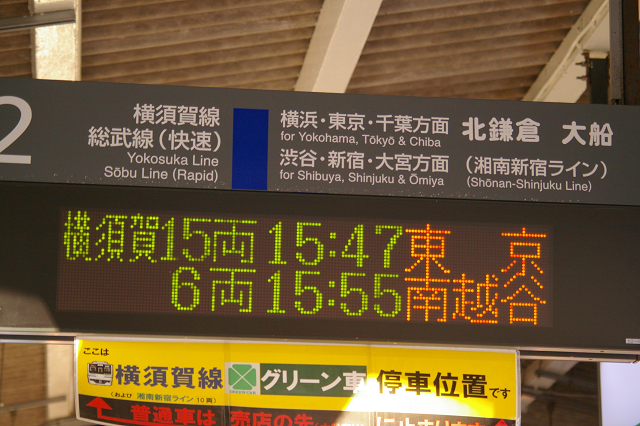 2
横須賀線
総武線（快速）
Yokosuka Line
Sōbu Line (Rapid)
横浜・東京・千葉方面
for Yokohama, Tōkyō & Chiba
渋谷・新宿・大宮方面
for Shibuya, Shinjuku & Ōmiya
北鎌倉 大船
（湘南新宿ライン）
(Shōnan-Shinjuku Line)
横須賀15両 15:47 東 京
6両 15:55 南越谷
ここは
横須賀線 グリーン車 停車位置です
（および 湘南新宿ライン 10両）
普通車は 売店の先